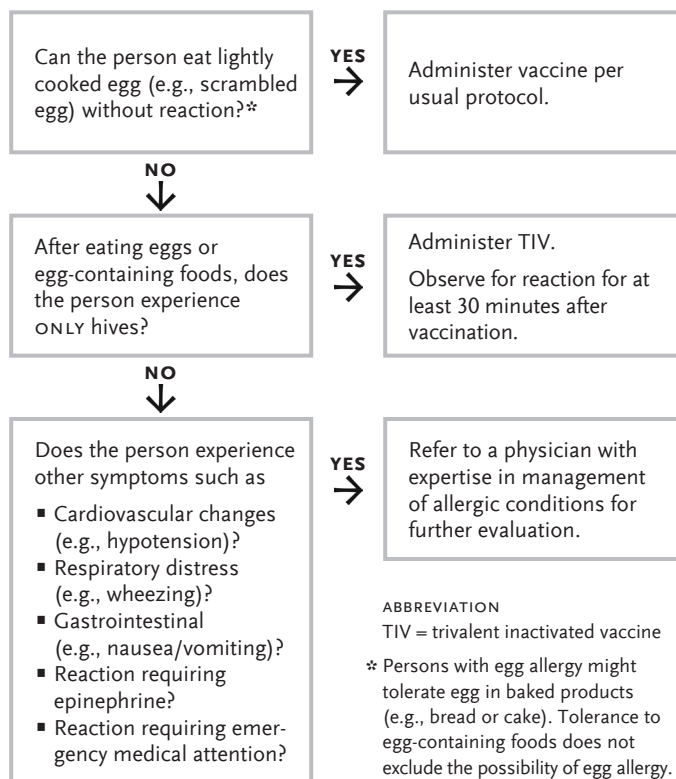 Can the person eat lightly
cooked egg (e.g., scrambled
egg) without reaction?*
YES
Administer vaccine per
usual protocol.
NO
After eating eggs or
egg-containing foods, does
the person experience
ONLY hives?
YES
Administer TIV.
Observe for reaction for at
least 30 minutes after
vaccination.
NO
Does the person experience
other symptoms such as
▪ Cardiovascular changes
(e.g., hypotension)?
▪ Respiratory distress
(e.g., wheezing)?
▪ Gastrointestinal
(e.g., nausea/vomiting)?
▪ Reaction requiring
epinephrine?
▪ Reaction requiring emer-
gency medical attention?
YES
Refer to a physician with
expertise in management
of allergic conditions for
further evaluation.
ABBREVIATION
TIV = trivalent inactivated vaccine
* Persons with egg allergy might
tolerate egg in baked products
(e.g., bread or cake). Tolerance to
egg-containing foods does not
exclude the possibility of egg allergy.